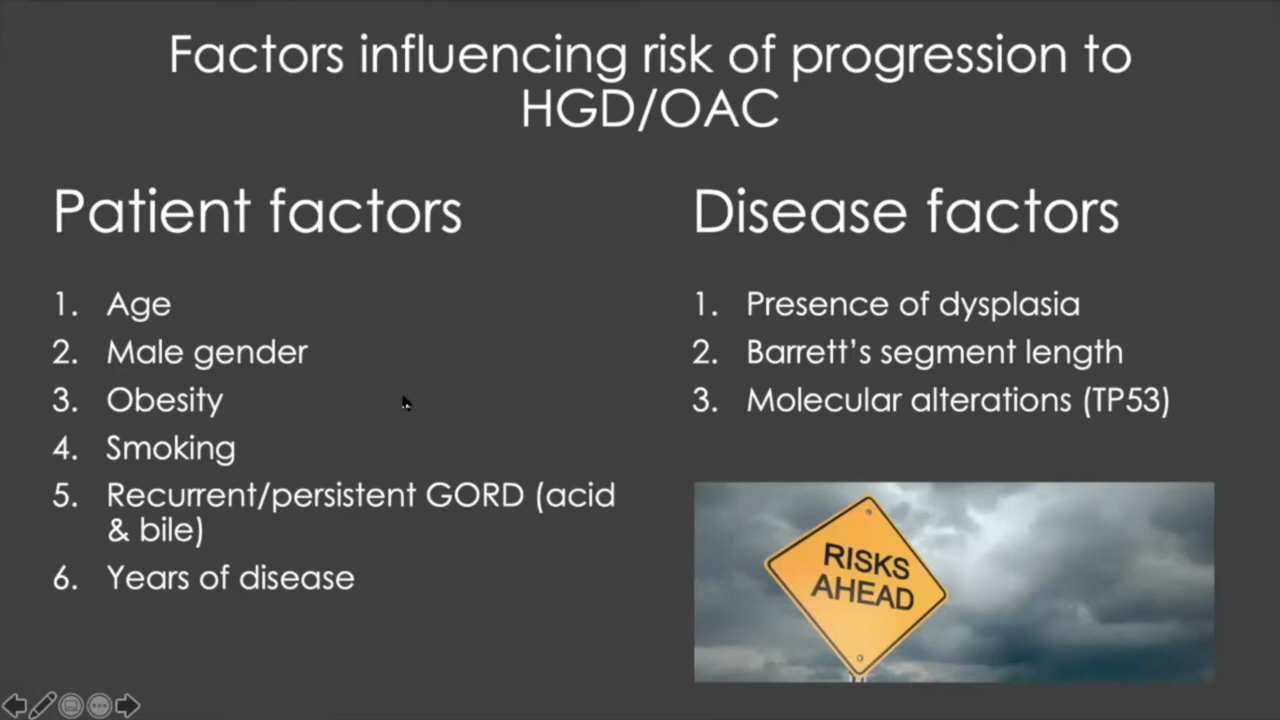 Factors influencing risk of progression to
HGD/OAC
Patient factors
1. Age
2. Male gender
3. Obesity
4. Smoking
5. Recurrent/persistent GORD (acid
& bile)
6. Years of disease
Disease factors
1. Presence of dysplasia
2. Barrett’s segment length
3. Molecular alterations (TP53)
RISKS
AHEAD